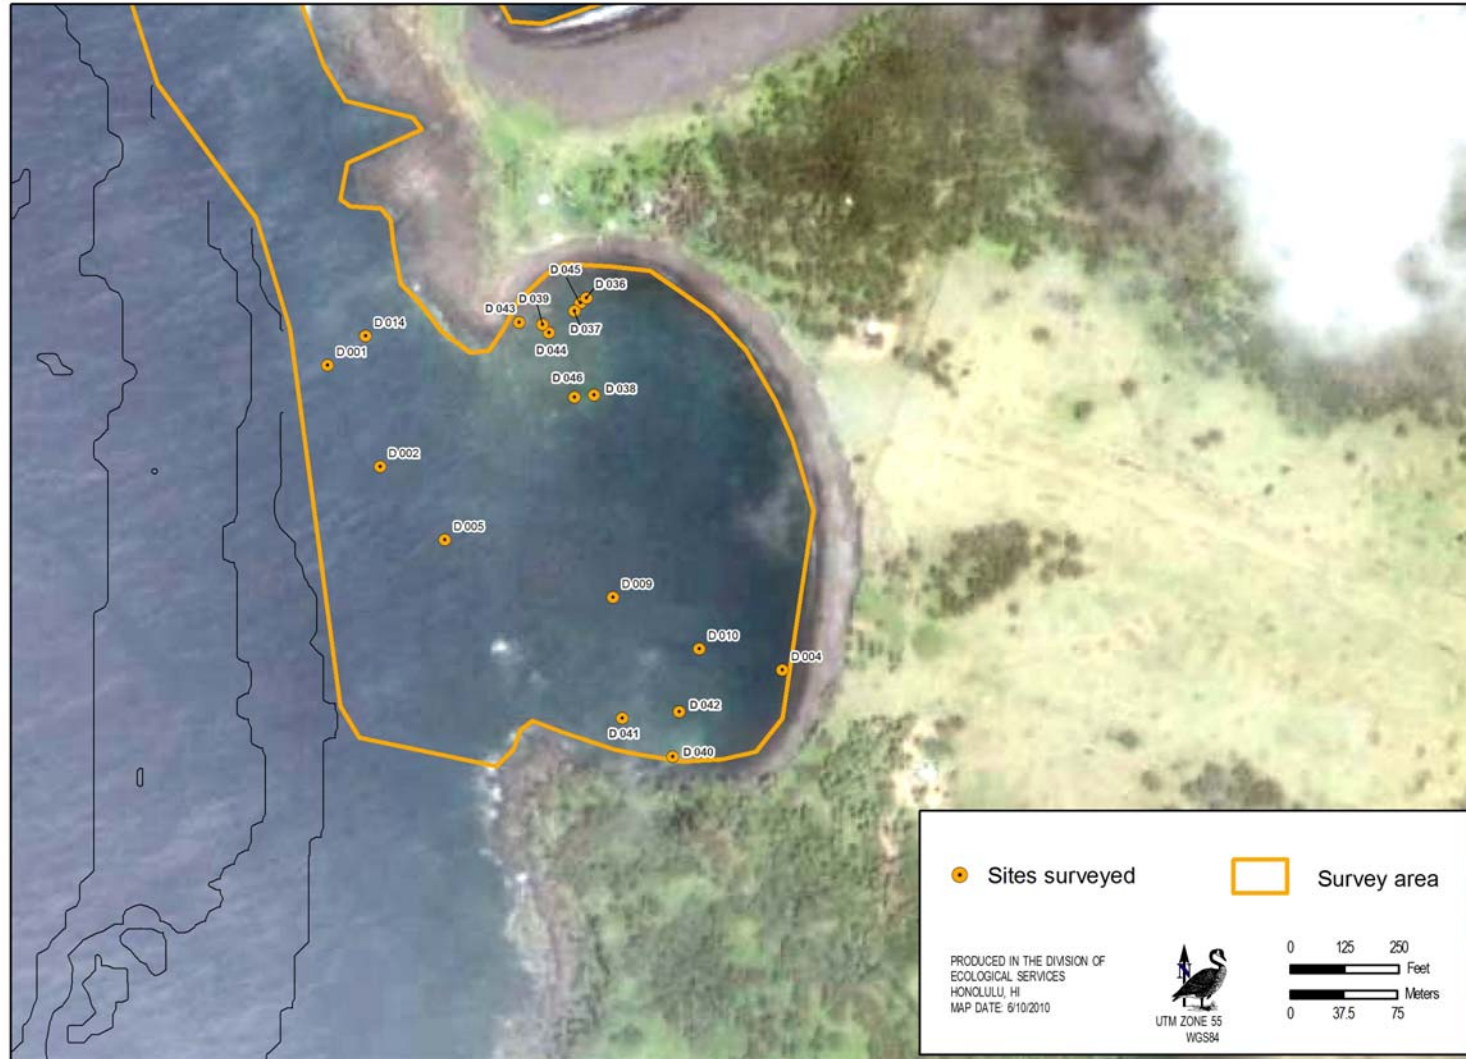 D 045
D 036
D 039
D 043
D 037
D 014
D 044
D 001
D 046
D 038
D 002
D 005
D 009
D 010
D 004
D 042
D 041
D 040
Sites surveyed
Survey area
PRODUCED IN THE DIVISION OF
ECOLOGICAL SERVICES
HONOLULU, HI
MAP DATE: 6/10/2010
N
UTM ZONE 55
WGS84
0 125 250
Feet
Meters
0 37.5 75